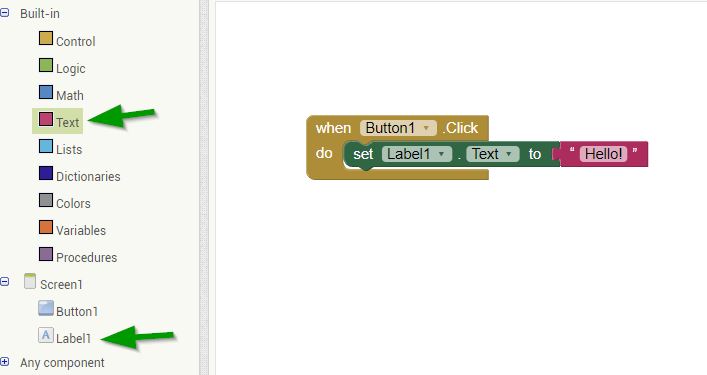 Built-in
Control
Logic
Math
Text
Lists
Dictionaries
Colors
Variables
Procedures
Screen1
Button1
A Label1
Any component
when Button1 .Click
do set Label1 . Text to “ Hello! ”